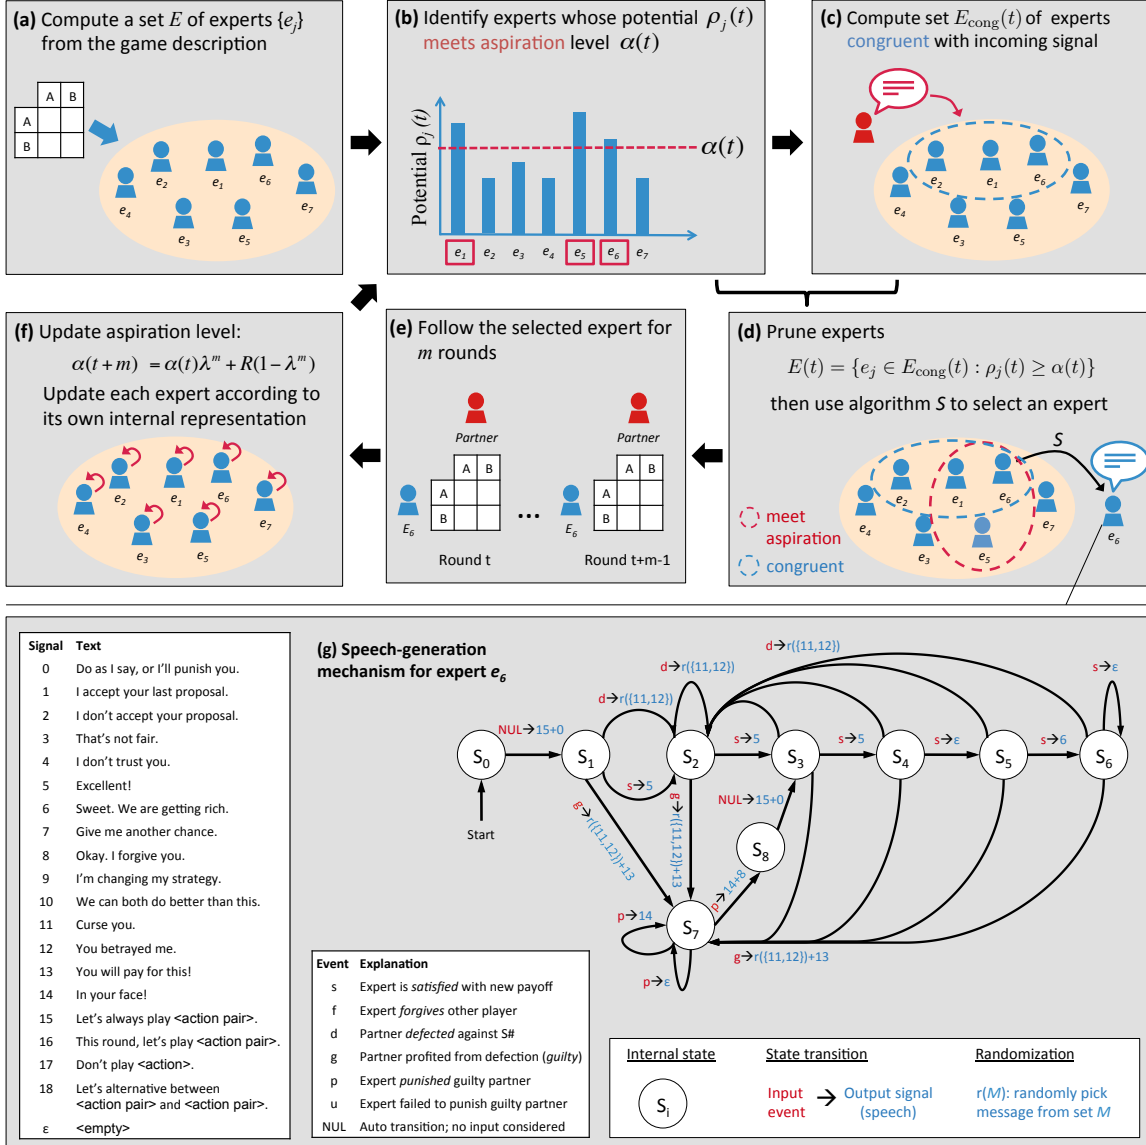 (a) Compute a set E of experts {e_j}
from the game description
A B
A
B
e2 e1 e6
e4 e7
e3 e5
(b) Identify experts whose potential ρ_j(t)
meets aspiration level α(t)
Potential ρ_j(t)
α(t)
e1 e2 e3 e4 e5 e6 e7
(c) Compute set E_cong(t) of experts
congruent with incoming signal
e2 e1 e6
e4 e7
e3 e5
(f) Update aspiration level:
α(t+m) = α(t)λ^m + R(1−λ^m)
Update each expert according to
its own internal representation
e2 e1 e6
e4 e7
e3 e5
(e) Follow the selected expert for
m rounds
Partner Partner
A B A B
A A
B B
E6 ... E6
Round t Round t+m-1
(d) Prune experts
E(t) = {e_j ∈ E_cong(t) : ρ_j(t) ≥ α(t)}
then use algorithm S to select an expert
S
e2 e1 e6
e4 e7
e3 e5
e6
meet
aspiration
congruent
Signal Text
0 Do as I say, or I'll punish you.
1 I accept your last proposal.
2 I don't accept your proposal.
3 That's not fair.
4 I don't trust you.
5 Excellent!
6 Sweet. We are getting rich.
7 Give me another chance.
8 Okay. I forgive you.
9 I'm changing my strategy.
10 We can both do better than this.
11 Curse you.
12 You betrayed me.
13 You will pay for this!
14 In your face!
15 Let's always play <action pair>.
16 This round, let's play <action pair>.
17 Don't play <action>.
18 Let's alternative between
<action pair> and <action pair>.
ε <empty>
(g) Speech-generation
mechanism for expert e6
d→r({11,12})
d→r({11,12})
d→r({11,12})
s→ε
NUL→15+0
s→5
s→5
s→5
s→ε
s→6
S0 S1 S2 S3 S4 S5 S6
Start
g→r({11,12})+13
g→r({11,12})+13
NUL→15+0
S8
p→14+8
p→14
S7
g→r({11,12})+13
p→ε
Event Explanation
s Expert is satisfied with new payoff
f Expert forgives other player
d Partner defected against S#
g Partner profited from defection (guilty)
p Expert punished guilty partner
u Expert failed to punish guilty partner
NUL Auto transition; no input considered
Internal state State transition Randomization
S_i
Input → Output signal
event (speech)
r(M): randomly pick
message from set M